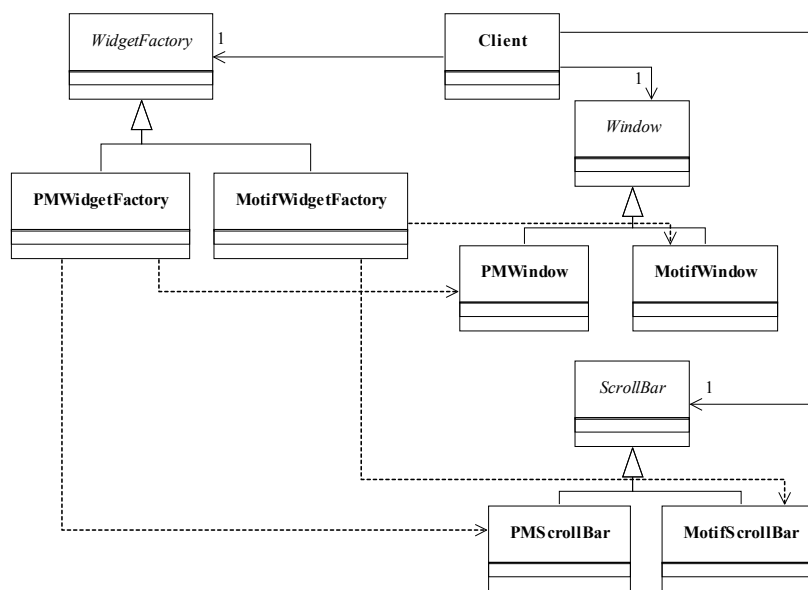 WidgetFactory
1
Client
1
Window
PMWidgetFactory
MotifWidgetFactory
PMWindow
MotifWindow
ScrollBar
1
PMScrollBar
MotifScrollBar